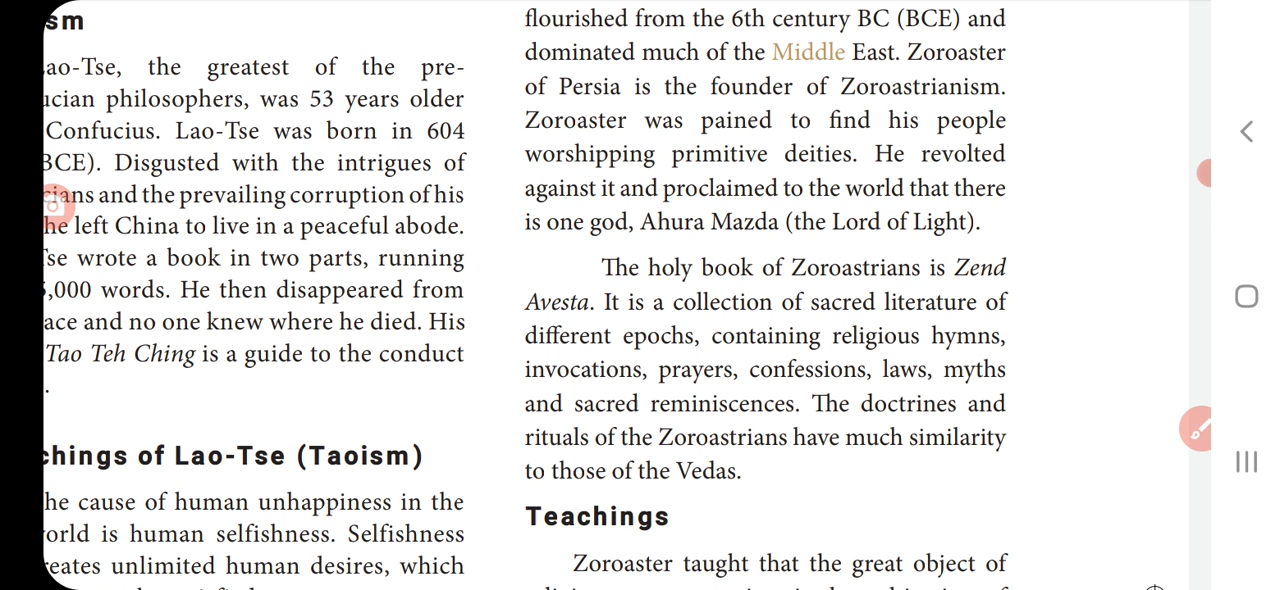 sm
ao-Tse, the greatest of the pre-
ucian philosophers, was 53 years older
Confucius. Lao-Tse was born in 604
BCE). Disgusted with the intrigues of
cians and the prevailing corruption of his
he left China to live in a peaceful abode.
Tse wrote a book in two parts, running
5,000 words. He then disappeared from
ace and no one knew where he died. His
Tao Teh Ching is a guide to the conduct
.
chings of Lao-Tse (Taoism)
he cause of human unhappiness in the
orld is human selfishness. Selfishness
reates unlimited human desires, which
flourished from the 6th century BC (BCE) and
dominated much of the Middle East. Zoroaster
of Persia is the founder of Zoroastrianism.
Zoroaster was pained to find his people
worshipping primitive deities. He revolted
against it and proclaimed to the world that there
is one god, Ahura Mazda (the Lord of Light).
The holy book of Zoroastrians is Zend
Avesta. It is a collection of sacred literature of
different epochs, containing religious hymns,
invocations, prayers, confessions, laws, myths
and sacred reminiscences. The doctrines and
rituals of the Zoroastrians have much similarity
to those of the Vedas.
Teachings
Zoroaster taught that the great object of